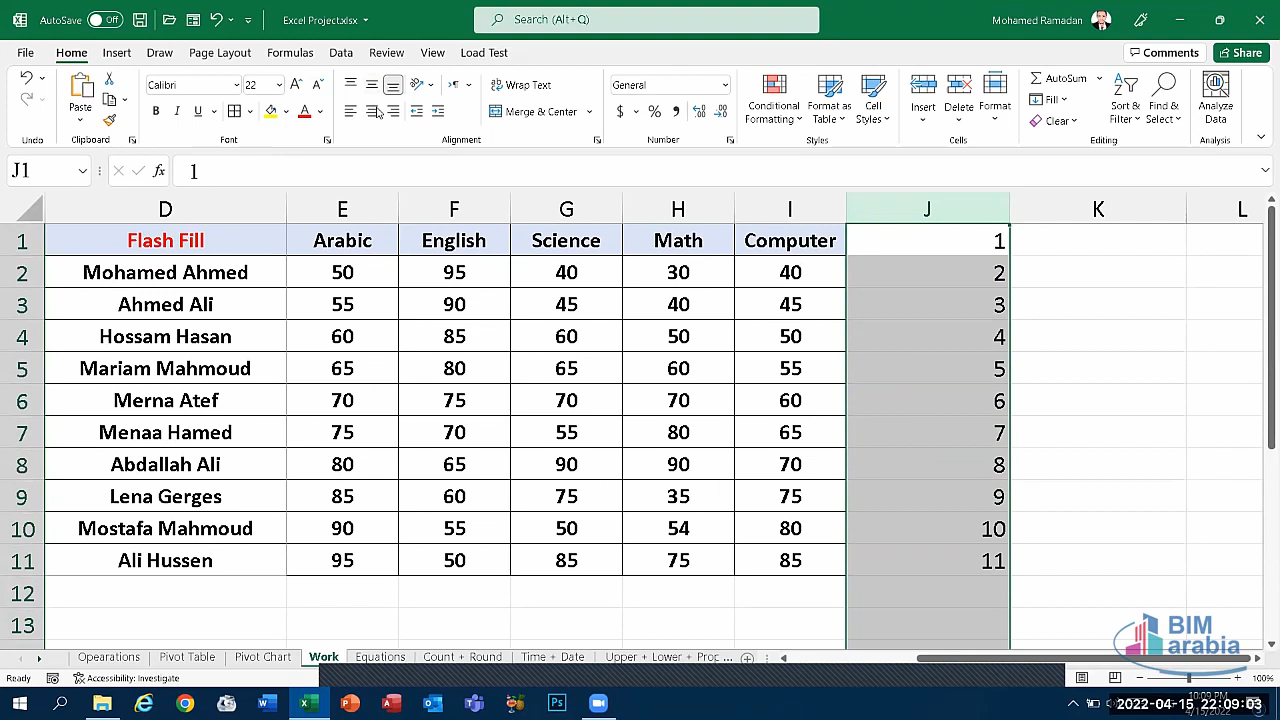 AutoSave Off Excel Project.xlsx Search (Alt+Q) Mohamed Ramadan
File Home Insert Draw Page Layout Formulas Data Review View Load Test Comments Share
Calibri 22 Wrap Text General AutoSum
Paste B I U Merge & Center $ % Conditional Formatting Format as Table Cell Styles Insert Delete Format Fill Clear Sort & Filter Find & Select Analyze Data
Undo Clipboard Font Alignment Number Styles Cells Editing Analysis
J1 fx 1
D E F G H I J K L
1 Flash Fill Arabic English Science Math Computer 1
2 Mohamed Ahmed 50 95 40 30 40 2
3 Ahmed Ali 55 90 45 40 45 3
4 Hossam Hasan 60 85 60 50 50 4
5 Mariam Mahmoud 65 80 65 60 55 5
6 Merna Atef 70 75 70 70 60 6
7 Menaa Hamed 75 70 55 80 65 7
8 Abdallah Ali 80 65 90 90 70 8
9 Lena Gerges 85 60 75 35 75 9
10 Mostafa Mahmoud 90 55 50 54 80 10
11 Ali Hussen 95 50 85 75 85 11
12
13
BIM
arabia
Operations Pivot Table Pivot Chart Work Equations Count + Round Time + Date Upper + Lower + Prop ...
Ready Accessibility: Investigate 100%
10:09 PM
2022-04-15 22:09:03